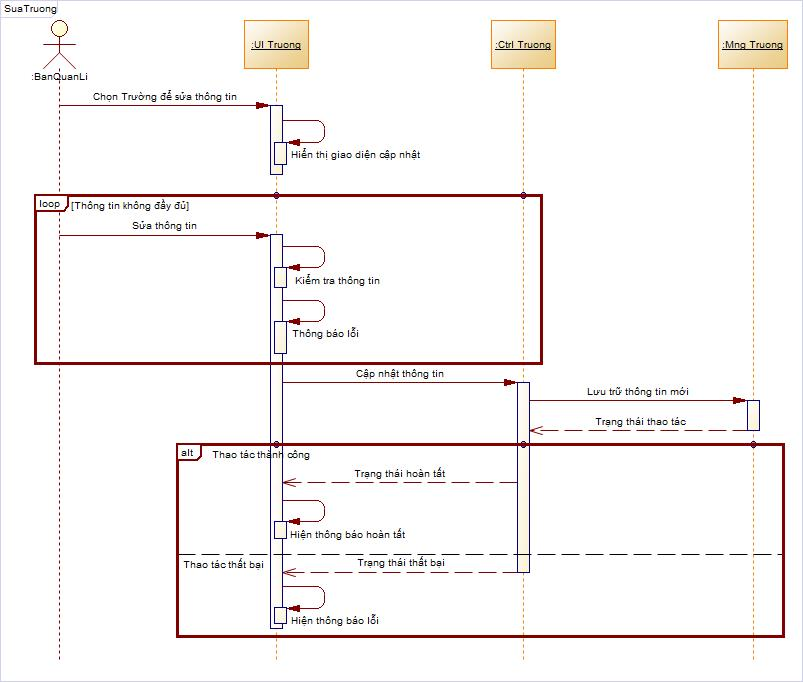 SuaTruong
:BanQuanLi
:UI Truong
:Ctrl Truong
:Mng Truong
Chọn Trường để sửa thông tin
Hiển thị giao diện cập nhật
loop
[Thông tin không đầy đủ]
Sửa thông tin
Kiểm tra thông tin
Thông báo lỗi
Cập nhật thông tin
Lưu trữ thông tin mới
Trạng thái thao tác
alt
Thao tác thành công
Trạng thái hoàn tất
Hiện thông báo hoàn tất
Thao tác thất bại
Trạng thái thất bại
Hiện thông báo lỗi